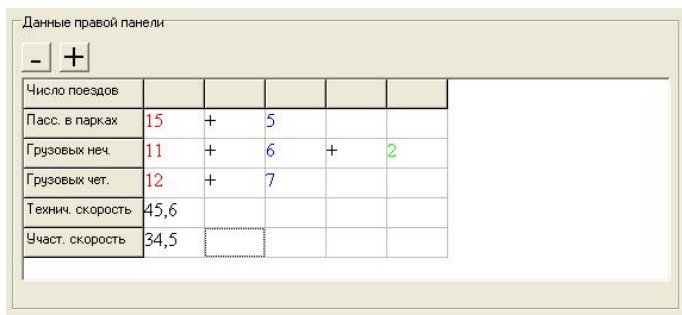 Данные правой панели
- +
Число поездов
Пасс. в парках 15 + 5
Грузовых неч. 11 + 6 + 2
Грузовых чет. 12 + 7
Технич. скорость 45,6
Участ. скорость 34,5